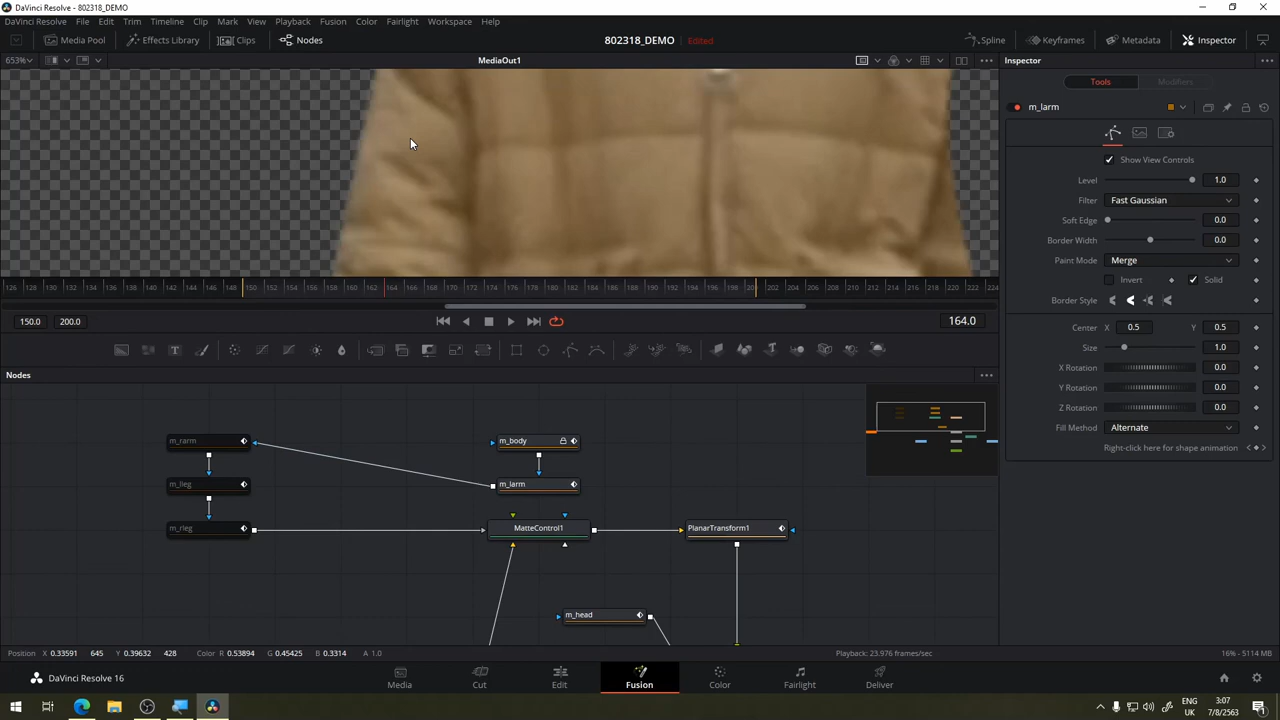 DaVinci Resolve - 802318_DEMO
DaVinci Resolve File Edit Trim Timeline Clip Mark View Playback Fusion Color Fairlight Workspace Help
Media Pool Effects Library Clips Nodes 802318_DEMO Edited Spline Keyframes Metadata Inspector
653% MediaOut1 Inspector
Tools Modifiers
m_larm
Show View Controls
Level 1.0
Filter Fast Gaussian
Soft Edge 0.0
Border Width 0.0
Paint Mode Merge
Invert Solid
Border Style
Center X 0.5 Y 0.5
Size 1.0
X Rotation 0.0
Y Rotation 0.0
Z Rotation 0.0
Fill Method Alternate
Right-click here for shape animation
126 128 130 132 134 136 138 140 142 144 146 148 150 152 154 156 158 160 162 164 166 168 170 172 174 176 178 180 182 184 186 188 190 192 194 196 198 200 202 204 206 208 210 212 214 216 218 220 222 224
150.0 200.0 164.0
Nodes
m_rarm m_body
m_lleg m_larm
m_rleg MatteControl1 PlanarTransform1
m_head
Position X 0.33591 645 Y 0.39632 428 Color R 0.53894 G 0.45425 B 0.3314 A 1.0 Playback: 23.976 frames/sec 16% - 5114 MB
DaVinci Resolve 16 Media Cut Edit Fusion Color Fairlight Deliver
ENG
UK
3:07
7/8/2563
1